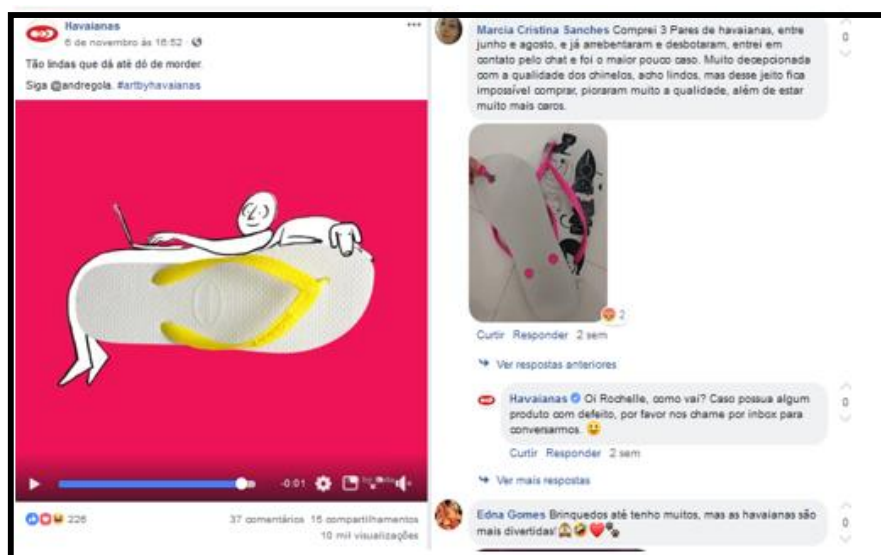 Havaianas
6 de novembro às 16:52
Tão lindas que dá até dó de morder.
Siga @andregola. #artbyhavaianas
-0:01
226
37 comentários 16 compartilhamentos
10 mil visualizações
Marcia Cristina Sanches Comprei 3 Pares de havaianas, entre
junho e agosto, e já arrebentaram e desbotaram, entrei em
contato pelo chat e foi o maior pouco caso. Muito decepcionada
com a qualidade dos chinelos, acho lindos, mas desse jeito fica
impossível comprar, pioraram muito a qualidade, além de estar
muito mais caros.
0
2
Curtir Responder 2 sem
Ver respostas anteriores
Havaianas Oi Rochelle, como vai? Caso possua algum
produto com defeito, por favor nos chame por inbox para
conversarmos.
0
Curtir Responder 2 sem
Ver mais respostas
Edna Gomes Brinquedos até tenho muitos, mas as havaianas são
mais divertidas!
0